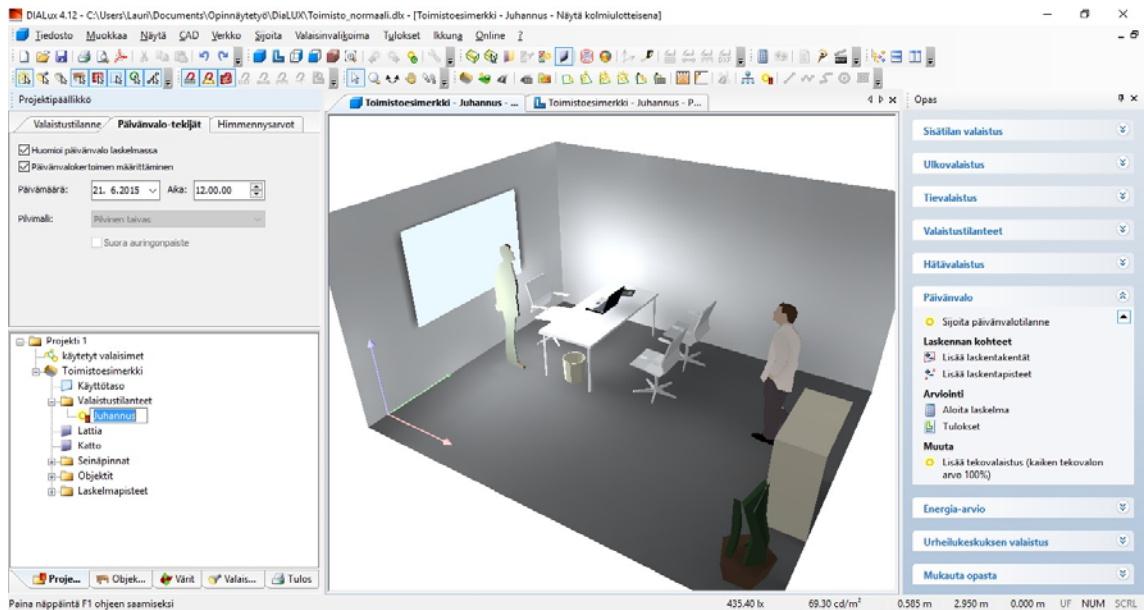 DIALux 4.12 - C:\Users\Lauri\Documents\Opinnäytetyö\DiaLUX\Toimisto_normaali.dlx - [Toimistoesimerkki - Juhannus - Näytä kolmiulotteisena]
Tiedosto Muokkaa Näytä CAD Verkko Sijoita Valaisinvalikoima Tulokset Ikkuna Online ?
Projektipäällikkö
Valaistustilanne Päivänvalo-tekijät Himmennysarvot
Huomioi päivänvalo laskelmassa
Päivänvalokertoimen määrittäminen
Päivämäärä: 21. 6.2015 Aika: 12.00.00
Pilvimalli: Pilvinen taivas
Suora auringonpaiste
Projekti 1
käytetyt valaisimet
Toimistoesimerkki
Käyttötaso
Valaistustilanteet
Juhannus
Lattia
Katto
Seinäpinnat
Objektit
Laskelmapisteet
Proje... Objek... Värit Valais... Tulos
Toimistoesimerkki - Juhannus - ... Toimistoesimerkki - Juhannus - P...
Opas
Sisätilan valaistus
Ulkovalaistus
Tievalaistus
Valaistustilanteet
Hätävalaistus
Päivänvalo
Sijoita päivänvalotilanne
Laskennan kohteet
Lisää laskentakentät
Lisää laskentapisteet
Arviointi
Aloita laskelma
Tulokset
Muuta
Lisää tekovalaistus (kaiken tekovalon
arvo 100%)
Energia-arvio
Urheilukeskuksen valaistus
Mukauta opasta
Paina näppäintä F1 ohjeen saamiseksi 435.40 lx 69.30 cd/m² 0.585 m 2.950 m 0.000 m UF NUM SCRL